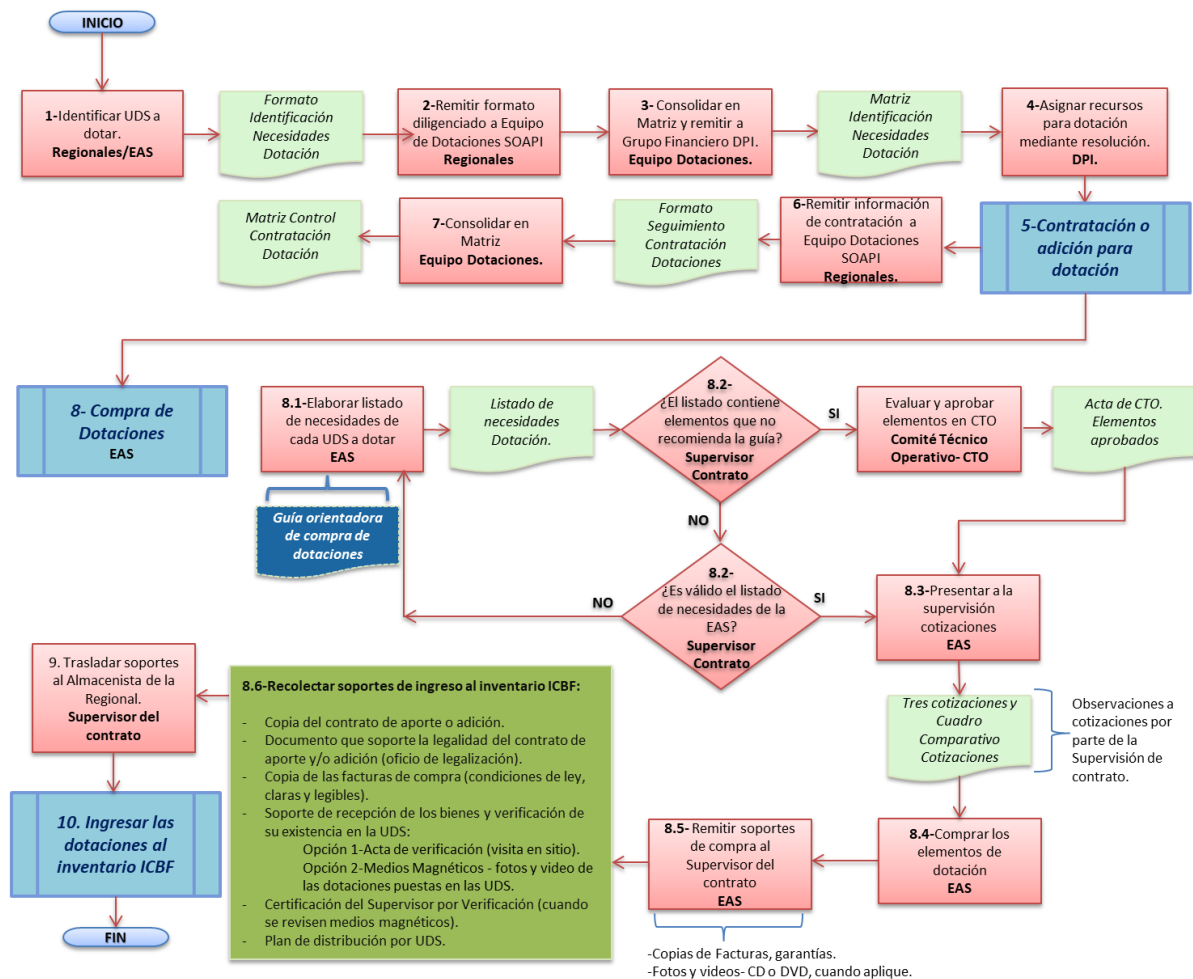 INICIO
1-Identificar UDS a
dotar.
Regionales/EAS
Formato
Identificación
Necesidades
Dotación
2-Remitir formato
diligenciado a Equipo
de Dotaciones SOAPI
Regionales
3- Consolidar en
Matriz y remitir a
Grupo Financiero DPI.
Equipo Dotaciones.
Matriz
Identificación
Necesidades
Dotación
4-Asignar recursos
para dotación
mediante resolución.
DPI.
5-Contratación o
adición para
dotación
6-Remitir información
de contratación a
Equipo Dotaciones
SOAPI
Regionales.
Formato
Seguimiento
Contratación
Dotaciones
7-Consolidar en
Matriz
Equipo Dotaciones.
Matriz Control
Contratación
Dotación
8- Compra de
Dotaciones
EAS
8.1-Elaborar listado
de necesidades de
cada UDS a dotar
EAS
Guía orientadora
de compra de
dotaciones
Listado de
necesidades
Dotación.
8.2-
¿El listado contiene
elementos que no
recomienda la guía?
Supervisor
Contrato
SI
Evaluar y aprobar
elementos en CTO
Comité Técnico
Operativo- CTO
Acta de CTO.
Elementos
aprobados
NO
8.2-
¿Es válido el listado
de necesidades de la
EAS?
Supervisor
Contrato
NO
SI
8.3-Presentar a la
supervisión
cotizaciones
EAS
Tres cotizaciones y
Cuadro
Comparativo
Cotizaciones
Observaciones a
cotizaciones por
parte de la
Supervisión de
contrato.
8.4-Comprar los
elementos de
dotación
EAS
8.5- Remitir soportes
de compra al
Supervisor del
contrato
EAS
-Copias de Facturas, garantías.
-Fotos y videos- CD o DVD, cuando aplique.
8.6-Recolectar soportes de ingreso al inventario ICBF:
- Copia del contrato de aporte o adición.
- Documento que soporte la legalidad del contrato de
aporte y/o adición (oficio de legalización).
- Copia de las facturas de compra (condiciones de ley,
claras y legibles).
- Soporte de recepción de los bienes y verificación de
su existencia en la UDS:
Opción 1-Acta de verificación (visita en sitio).
Opción 2-Medios Magnéticos - fotos y video de
las dotaciones puestas en las UDS.
- Certificación del Supervisor por Verificación (cuando
se revisen medios magnéticos).
- Plan de distribución por UDS.
9. Trasladar soportes
al Almacenista de la
Regional.
Supervisor del
contrato
10. Ingresar las
dotaciones al
inventario ICBF
FIN